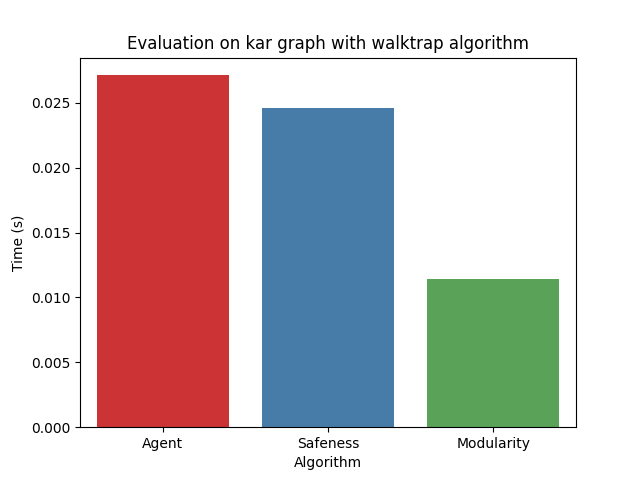 Evaluation on kar graph with walktrap algorithm
0.025
0.020
0.015
0.010
0.005
0.000
Time (s)
Agent
Safeness
Modularity
Algorithm